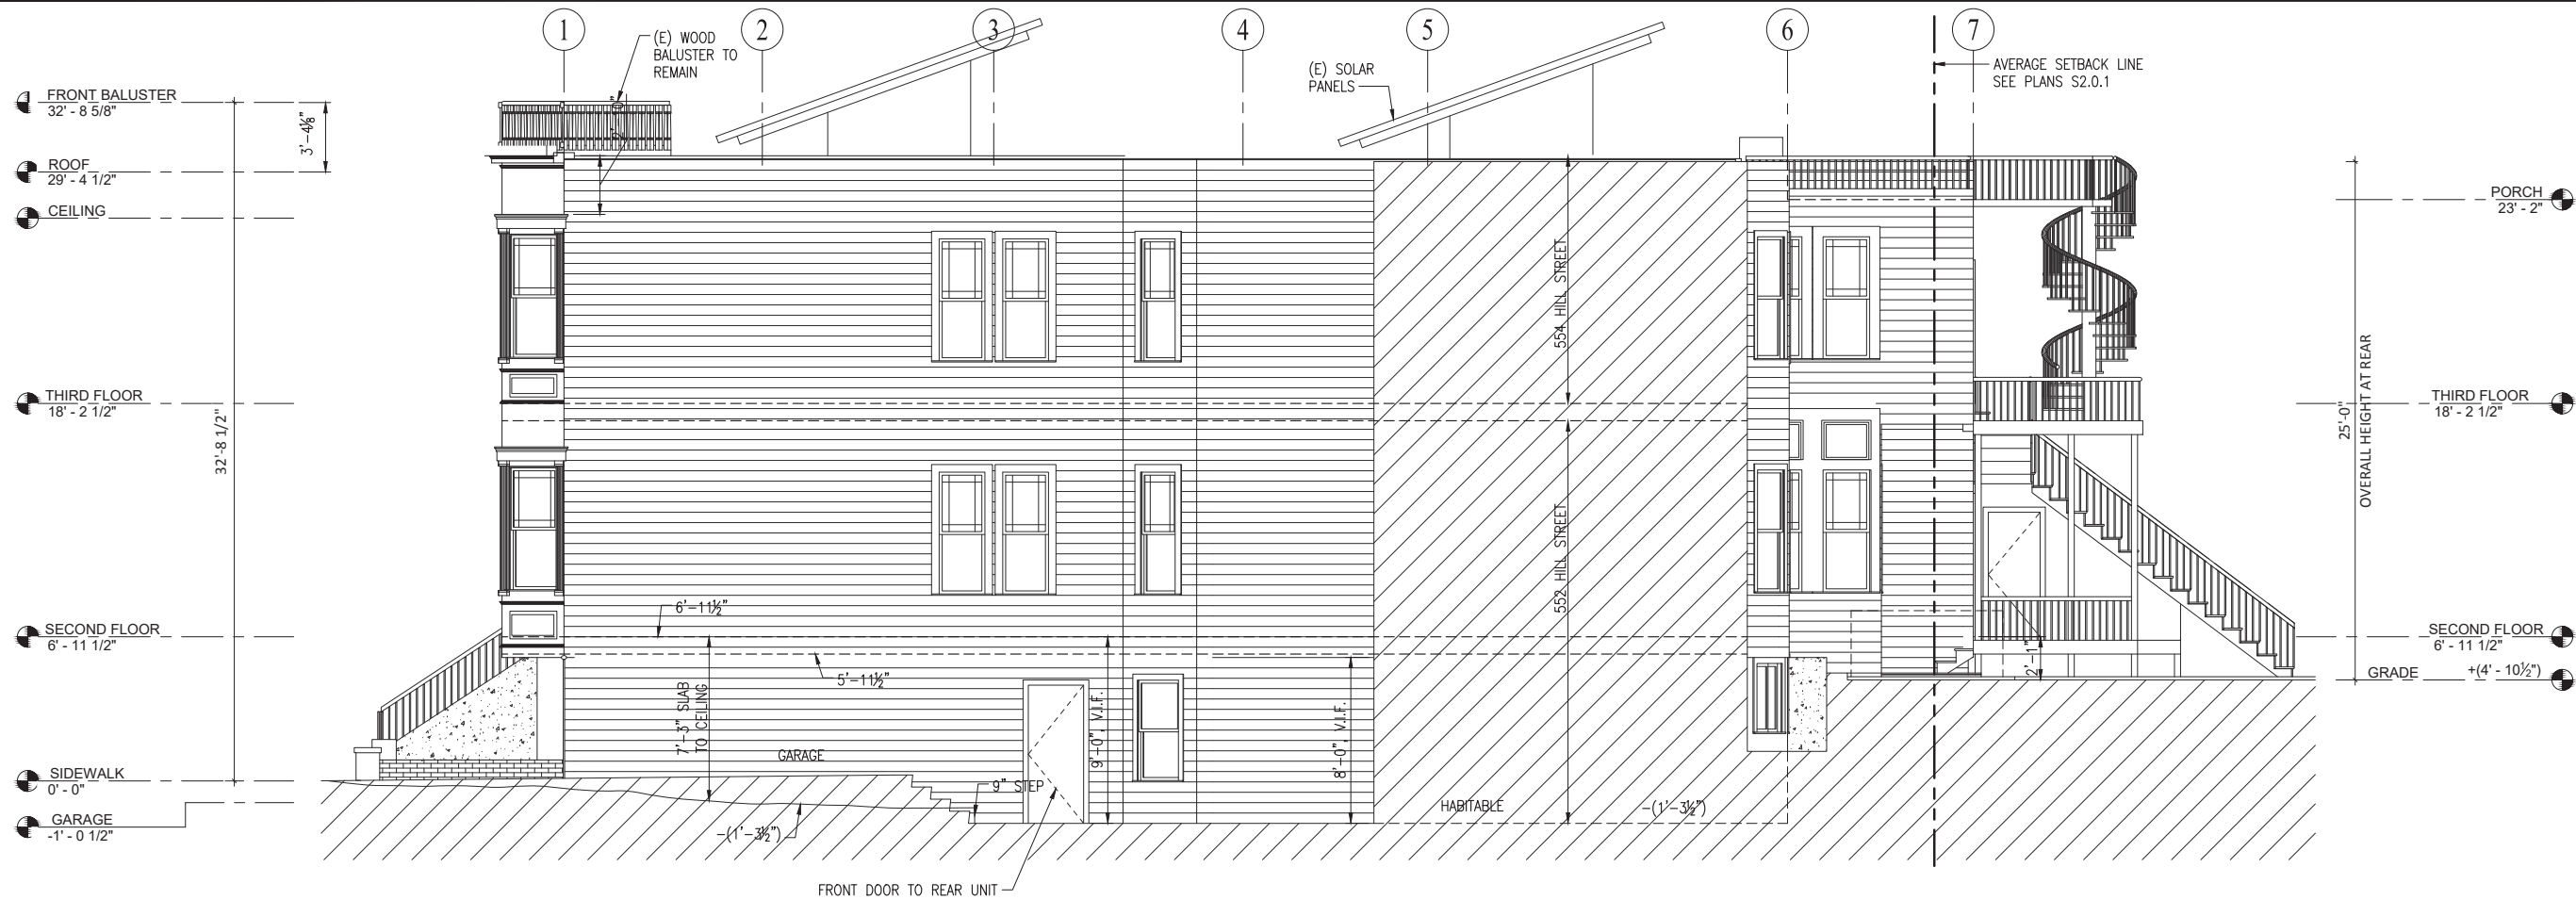 1
2
3
4
5
6
7
(E) WOOD
BALUSTER TO
REMAIN
(E) SOLAR
PANELS
AVERAGE SETBACK LINE
SEE PLANS S2.0.1
FRONT BALUSTER
32' - 8 5/8"
3'-4⅛"
ROOF
29' - 4 1/2"
CEILING
THIRD FLOOR
18' - 2 1/2"
32'-8 1/2"
SECOND FLOOR
6' - 11 1/2"
SIDEWALK
0' - 0"
GARAGE
-1' - 0 1/2"
554 HILL STREET
552 HILL STREET
6'-11½"
5'-11½"
7'-3" SLAB
TO CEILING
GARAGE
9" STEP
-(1'-3½")
9'-0", V.I.F.
8'-0", V.I.F.
HABITABLE
-(1'-3½")
FRONT DOOR TO REAR UNIT
2'-1"
25'-0"
OVERALL HEIGHT AT REAR
PORCH
23' - 2"
THIRD FLOOR
18' - 2 1/2"
SECOND FLOOR
6' - 11 1/2"
GRADE
+(4' - 10½")